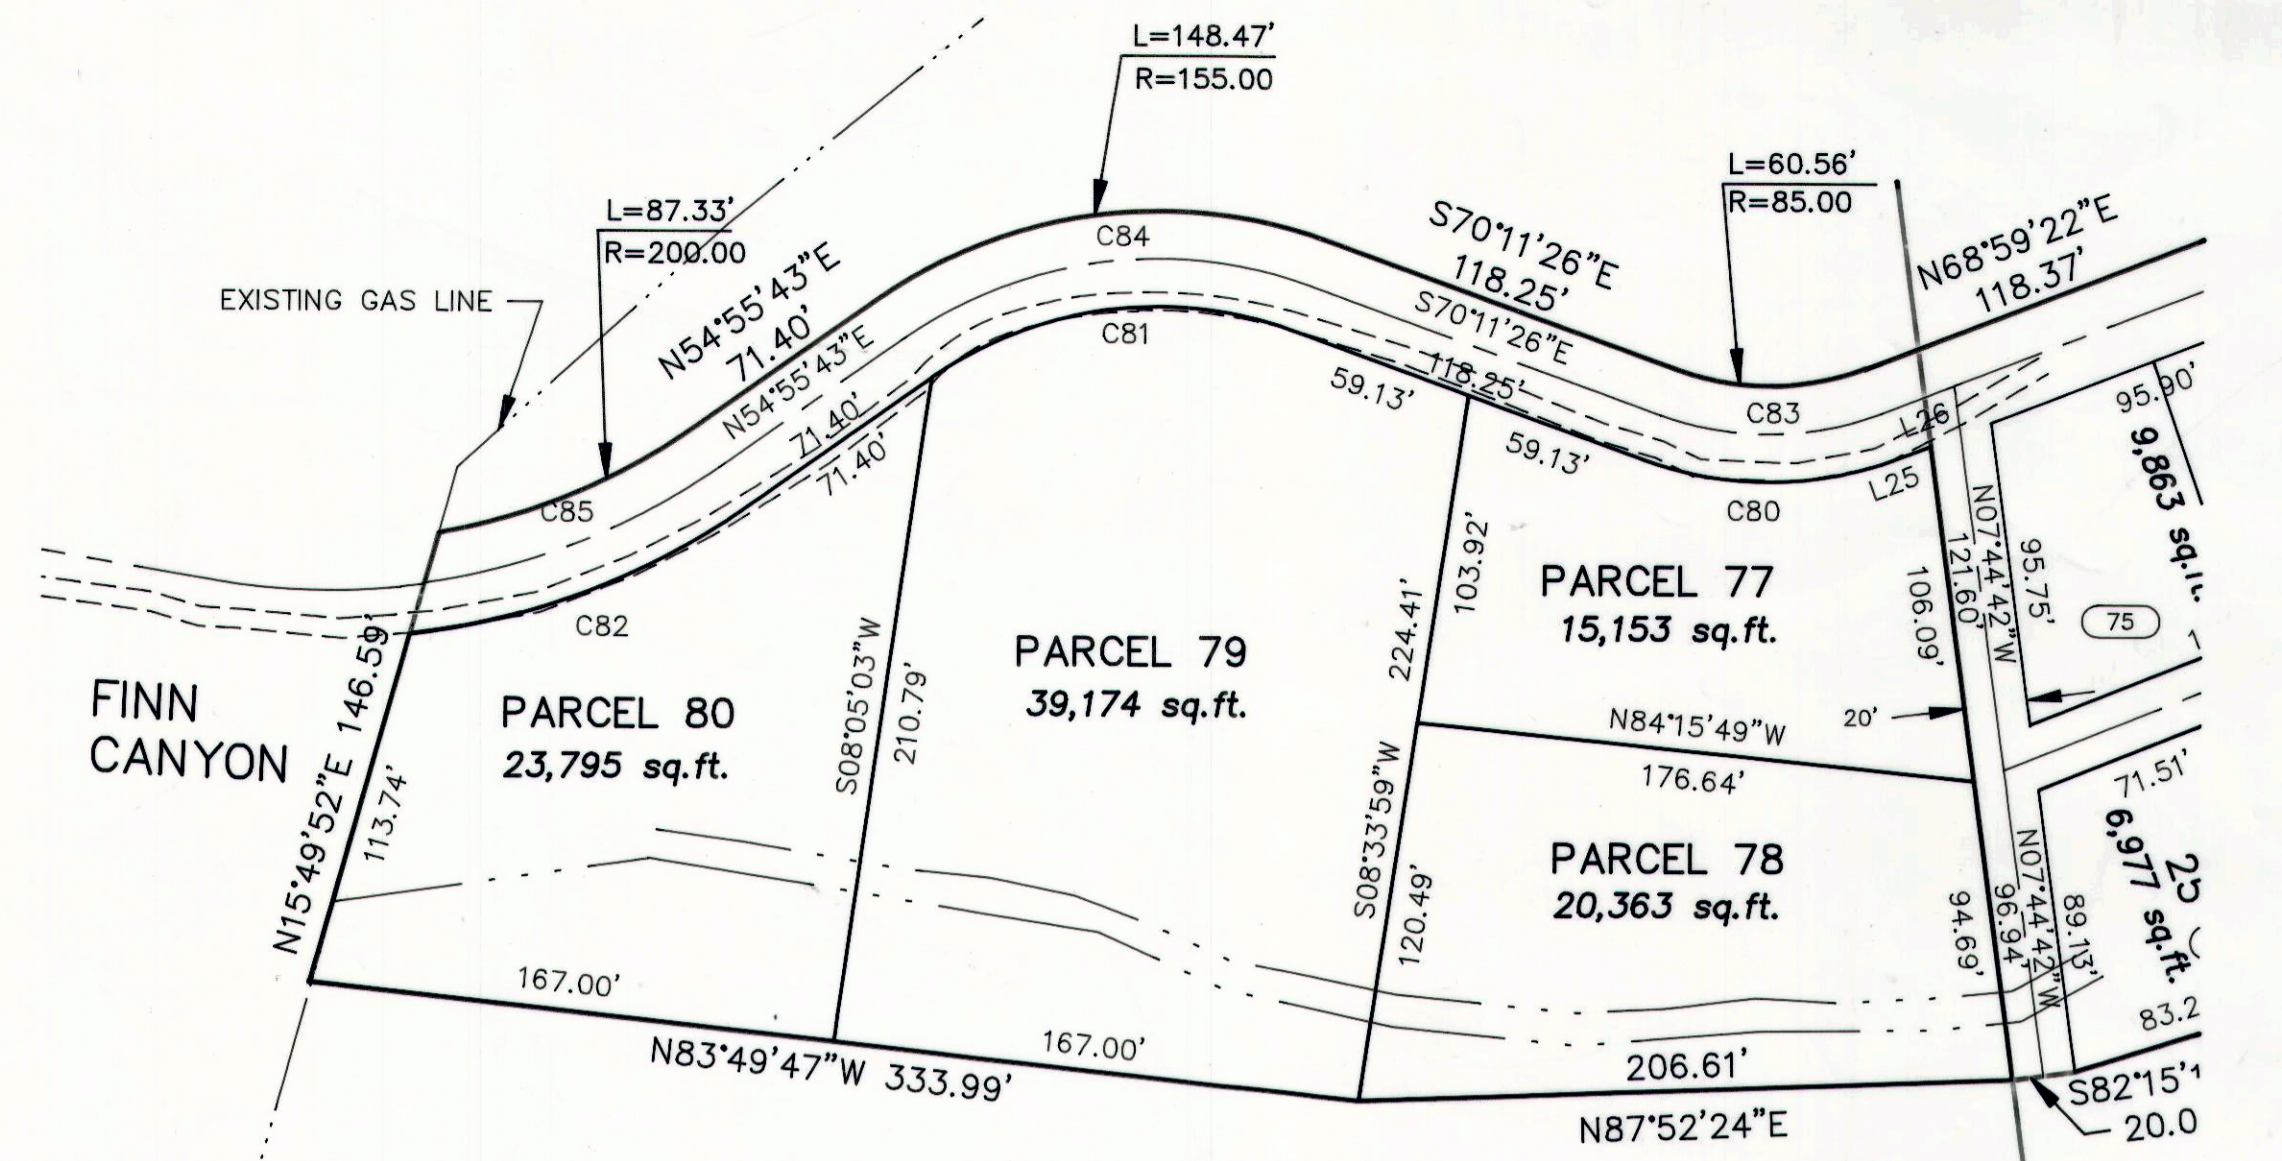 L=148.47'
R=155.00
L=60.56'
R=85.00
L=87.33'
R=200.00
EXISTING GAS LINE
N54°55'43"E
71.40'
N54°55'43"E
71.40'
71.40'
C84
C81
S70°11'26"E
118.25'
S70°11'26"E
118.25'
59.13'
59.13'
C83
C80
N68°59'22"E
118.37'
L26
L25
95.90'
9,863 sq.ft.
C85
C82
FINN
CANYON
N15°49'52"E 146.59'
113.74'
PARCEL 80
23,795 sq.ft.
S08°05'03"W
210.79'
PARCEL 79
39,174 sq.ft.
224.41'
103.92'
S08°33'59"W
120.49'
PARCEL 77
15,153 sq.ft.
106.09'
N07°44'42"W
121.60'
95.75'
75
20'
N84°15'49"W
176.64'
PARCEL 78
20,363 sq.ft.
94.69'
N07°44'42"W
96.94'
89.13'
71.51'
6,977 sq.ft.
83.2
167.00'
167.00'
N83°49'47"W 333.99'
206.61'
N87°52'24"E
S82°15'1
20.0